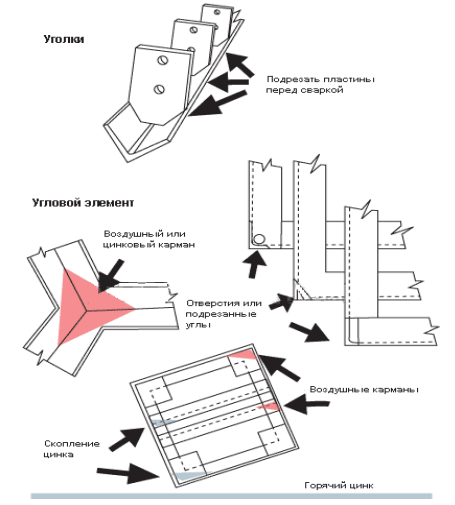 Уголки
Подрезать пластины
перед сваркой
Угловой элемент
Воздушный или
цинковый карман
Отверстия или
подрезанные
углы
Воздушные карманы
Скопление
цинка
Горячий цинк